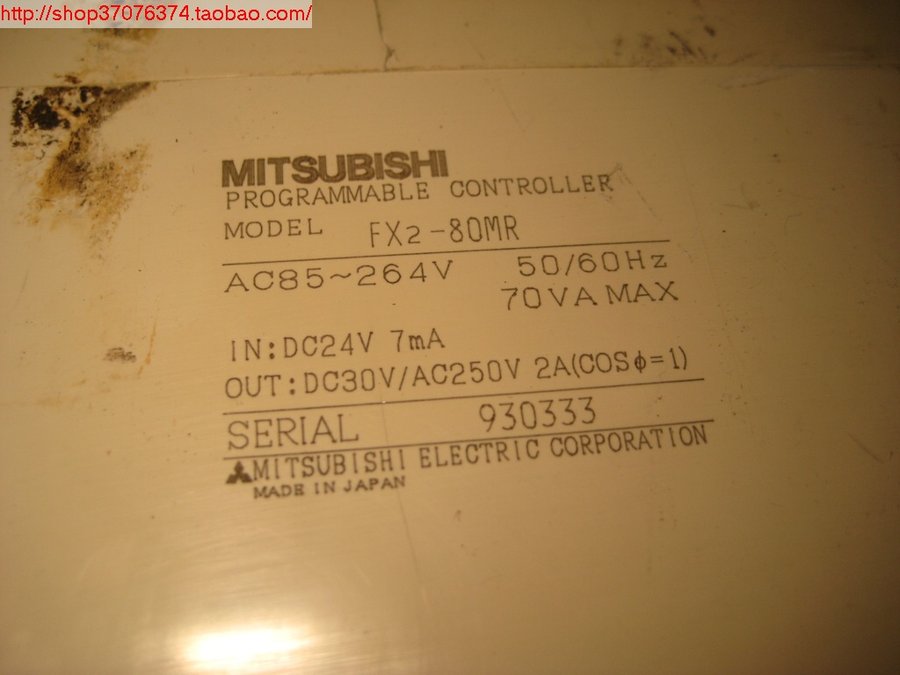 http://shop37076374.taobao.com/
MITSUBISHI
PROGRAMMABLE CONTROLLER
MODEL FX2-80MR
AC85~264V 50/60Hz
70VA MAX
IN:DC24V 7mA
OUT:DC30V/AC250V 2A(COSϕ=1)
SERIAL 930333
MITSUBISHI ELECTRIC CORPORATION
MADE IN JAPAN